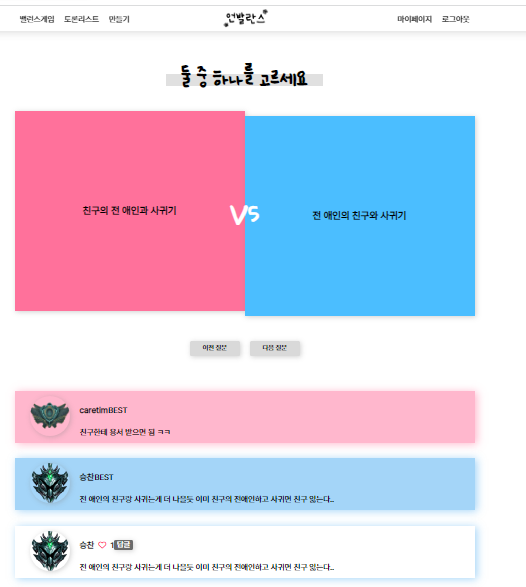 밸런스게임 토론리스트 만들기 언발란스 마이페이지 로그아웃
둘 중 하나를 고르세요
친구의 전 애인과 사귀기 VS 전 애인의 친구와 사귀기
이전 질문 다음 질문
caretimBEST
친구한테 용서 받으면 됨 ㅋㅋ
승찬BEST
전 애인의 친구랑 사귀는게 더 나을듯 이미 친구의 전애인하고 사귀면 친구 잃는다..
승찬 ♡ 1 답글
전 애인의 친구랑 사귀는게 더 나을듯 이미 친구의 전애인하고 사귀면 친구 잃는다..